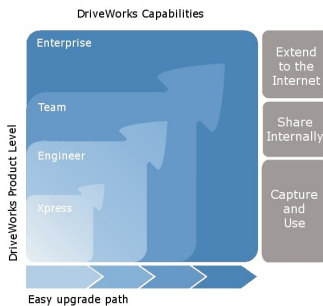 DriveWorks Capabilities
DriveWorks Product Level
Enterprise
Team
Engineer
Xpress
Extend
to the
Internet
Share
Internally
Capture
and
Use
Easy upgrade path